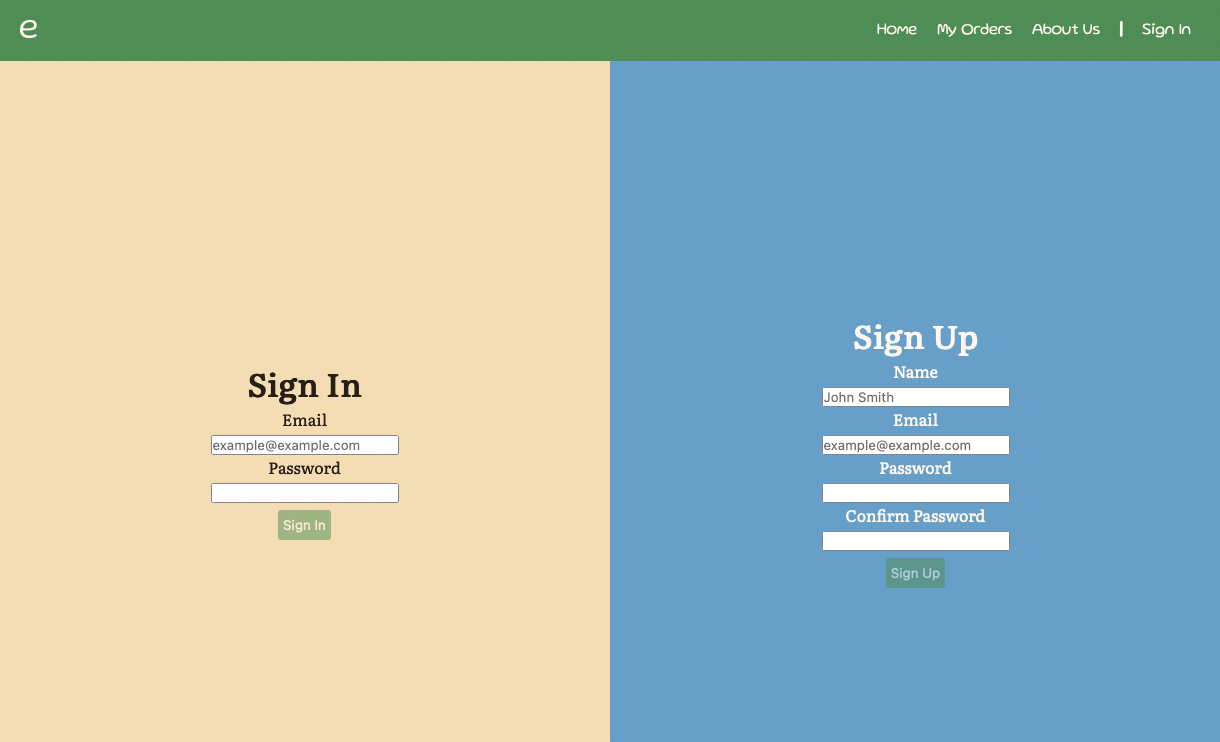 e
Home My Orders About Us | Sign In
Sign In
Email
example@example.com
Password
Sign In
Sign Up
Name
John Smith
Email
example@example.com
Password
Confirm Password
Sign Up